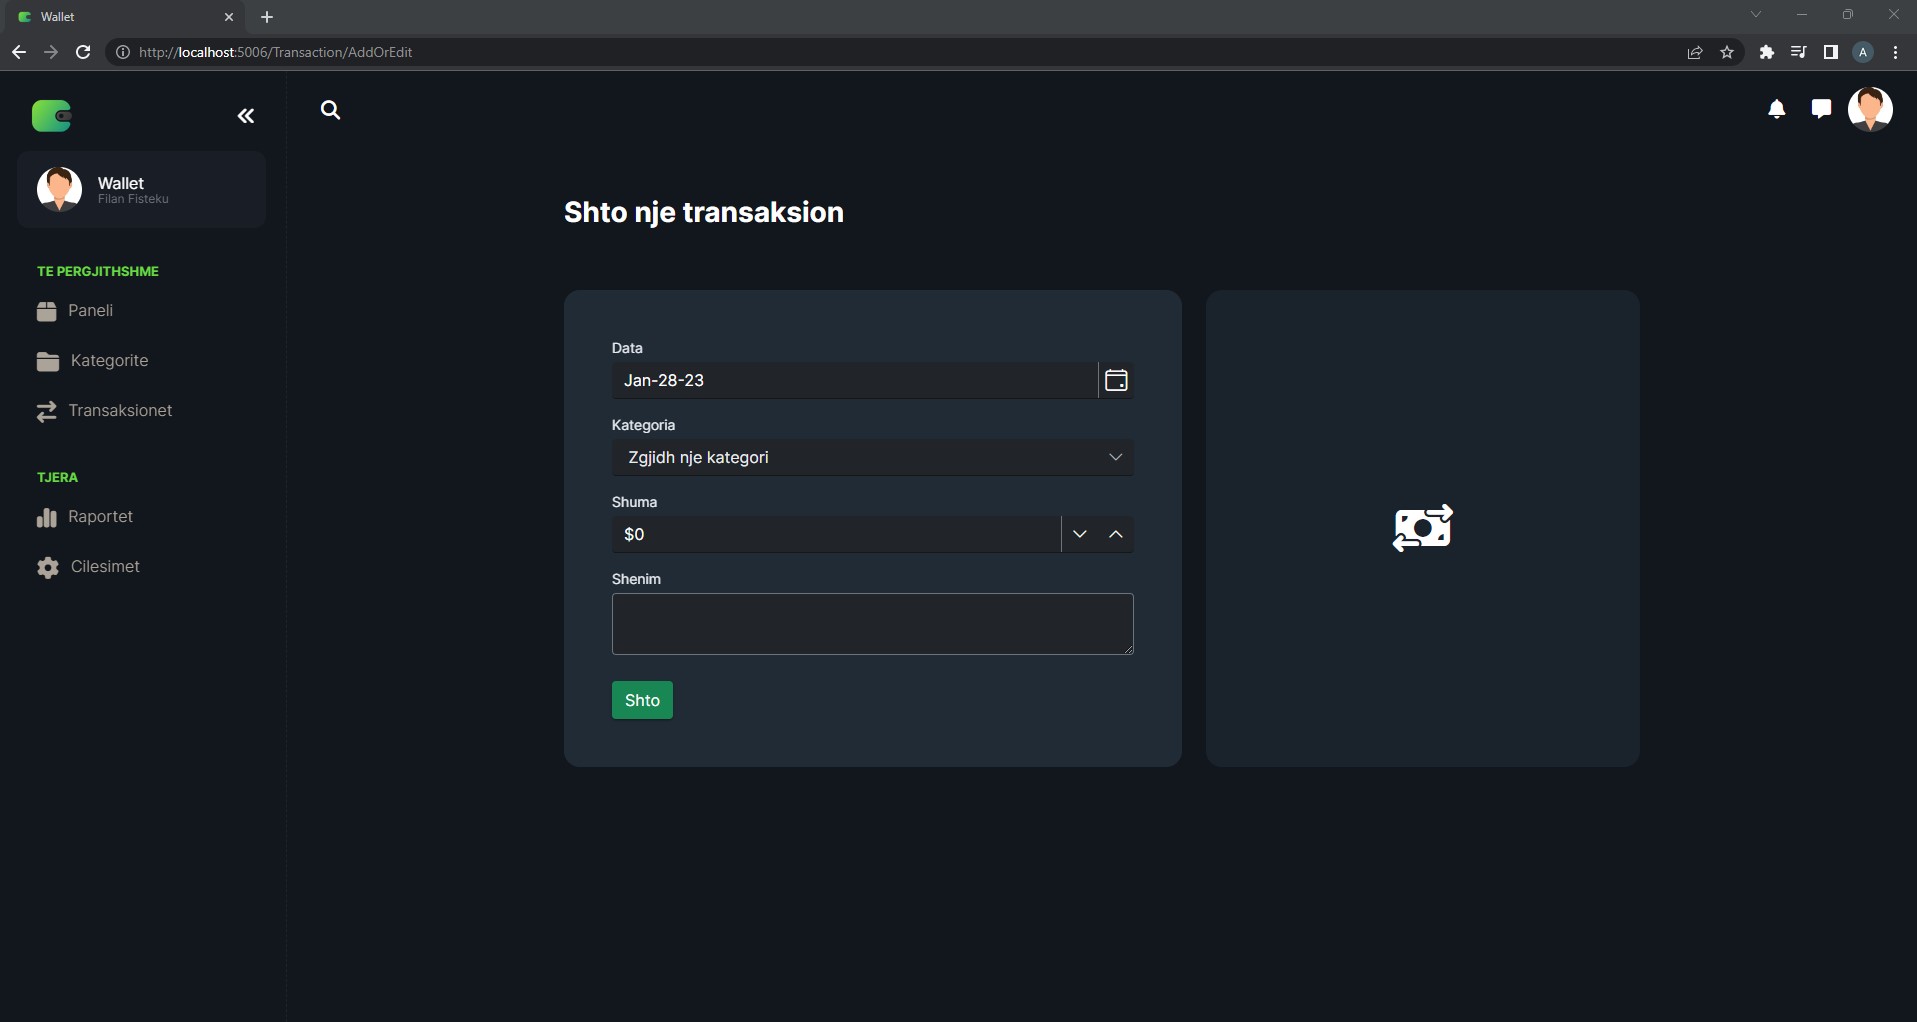 Wallet
http://localhost:5006/Transaction/AddOrEdit
A
Wallet
Filan Fisteku
TE PERGJITHSHME
Paneli
Kategorite
Transaksionet
TJERA
Raportet
Cilesimet
Shto nje transaksion
Data
Jan-28-23
Kategoria
Zgjidh nje kategori
Shuma
$0
Shenim
Shto